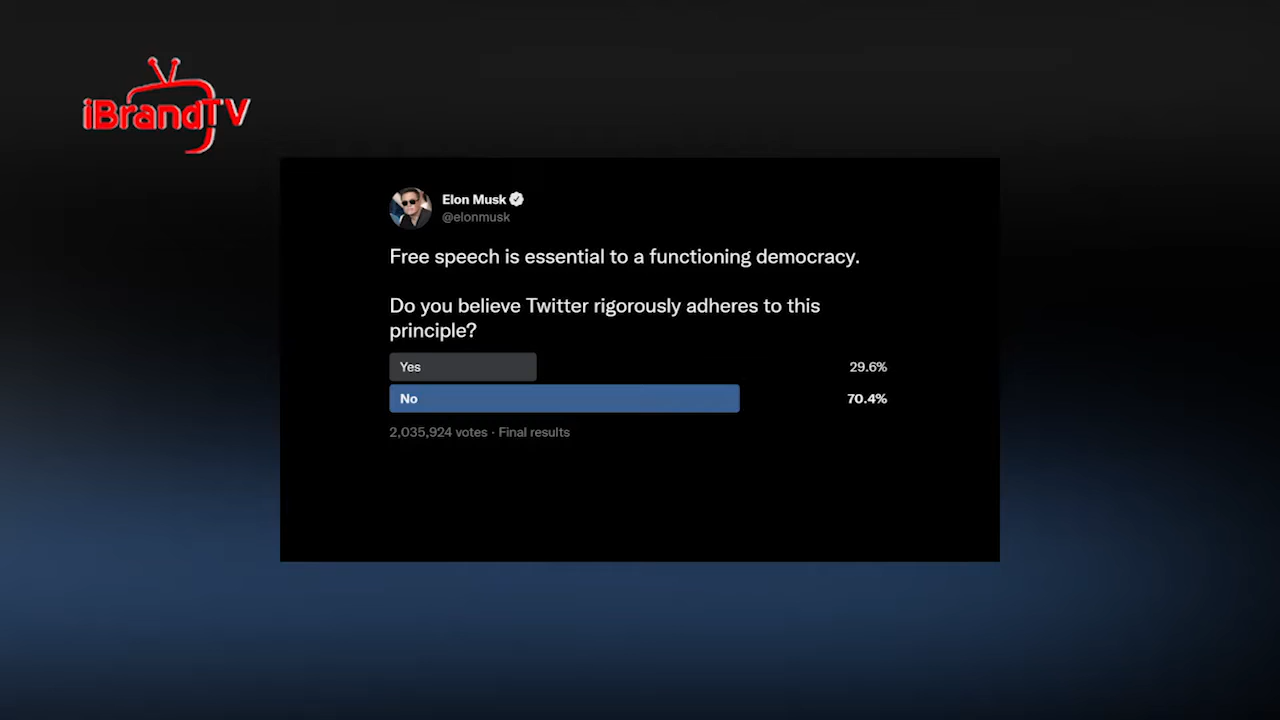 iBrandTV
Elon Musk
@elonmusk
Free speech is essential to a functioning democracy.
Do you believe Twitter rigorously adheres to this
principle?
Yes 29.6%
No 70.4%
2,035,924 votes · Final results